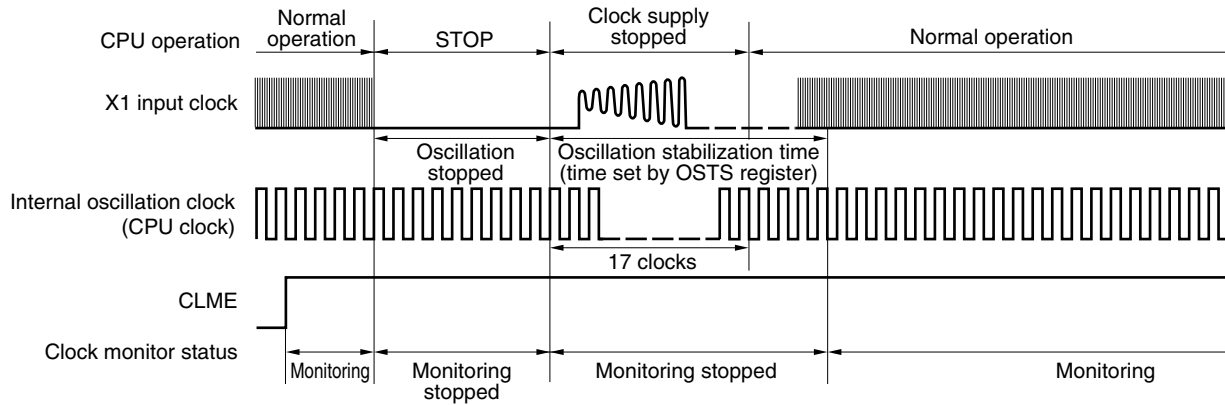 CPU operation
Normal
operation
STOP
Clock supply
stopped
Normal operation
X1 input clock
Oscillation
stopped
Oscillation stabilization time
(time set by OSTS register)
Internal oscillation clock
(CPU clock)
17 clocks
CLME
Clock monitor status
Monitoring
Monitoring
stopped
Monitoring stopped
Monitoring